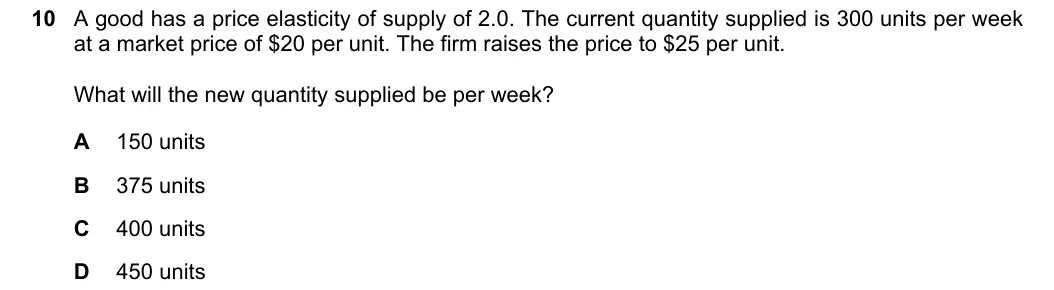 10 A good has a price elasticity of supply of 2.0. The current quantity supplied is 300 units per week
at a market price of $20 per unit. The firm raises the price to $25 per unit.
What will the new quantity supplied be per week?
A 150 units
B 375 units
C 400 units
D 450 units